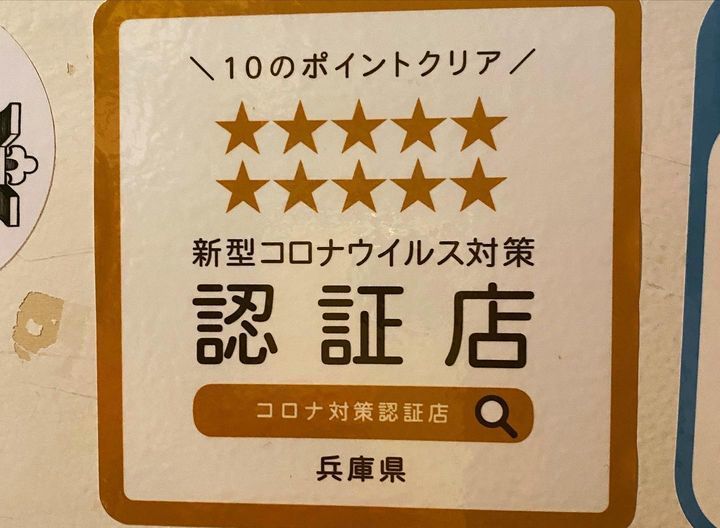 ＼10のポイントクリア／
★★★★★
★★★★★
新型コロナウイルス対策
認証店
コロナ対策認証店
兵庫県